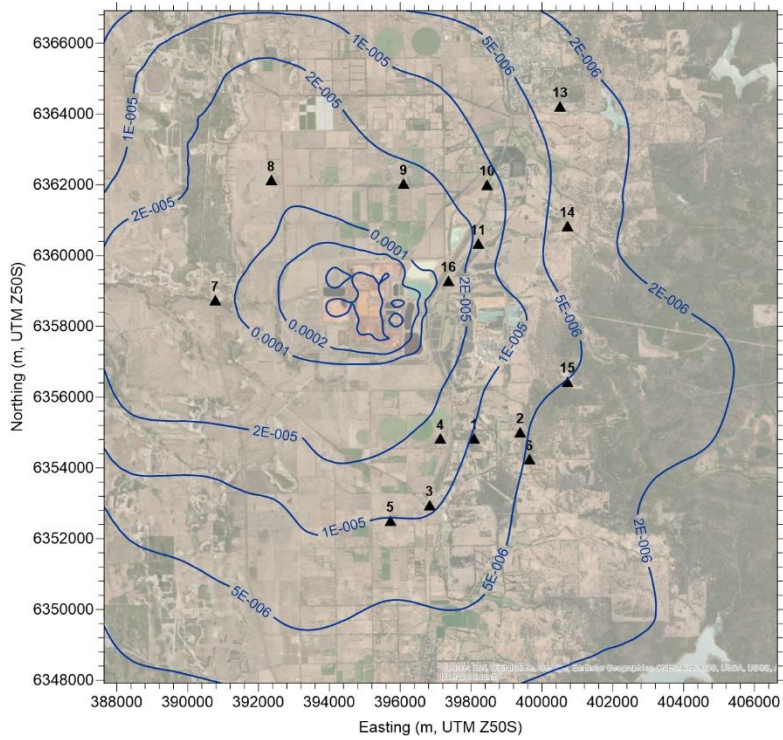 6366000
6364000
6362000
6360000
6358000
6356000
6354000
6352000
6350000
6348000
Northing (m, UTM Z50S)
388000 390000 392000 394000 396000 398000 400000 402000 404000 406000
Easting (m, UTM Z50S)
1E-005
1E-005
5E-006
2E-006
2E-005
2E-005
13
8
9
10
14
11
16
7
0.0001
0.0002
0.0001
2E-005
5E-006
2E-006
1E-005
15
4
1
2
6
2E-005
3
5
1E-005
2E-006
5E-006
5E-006